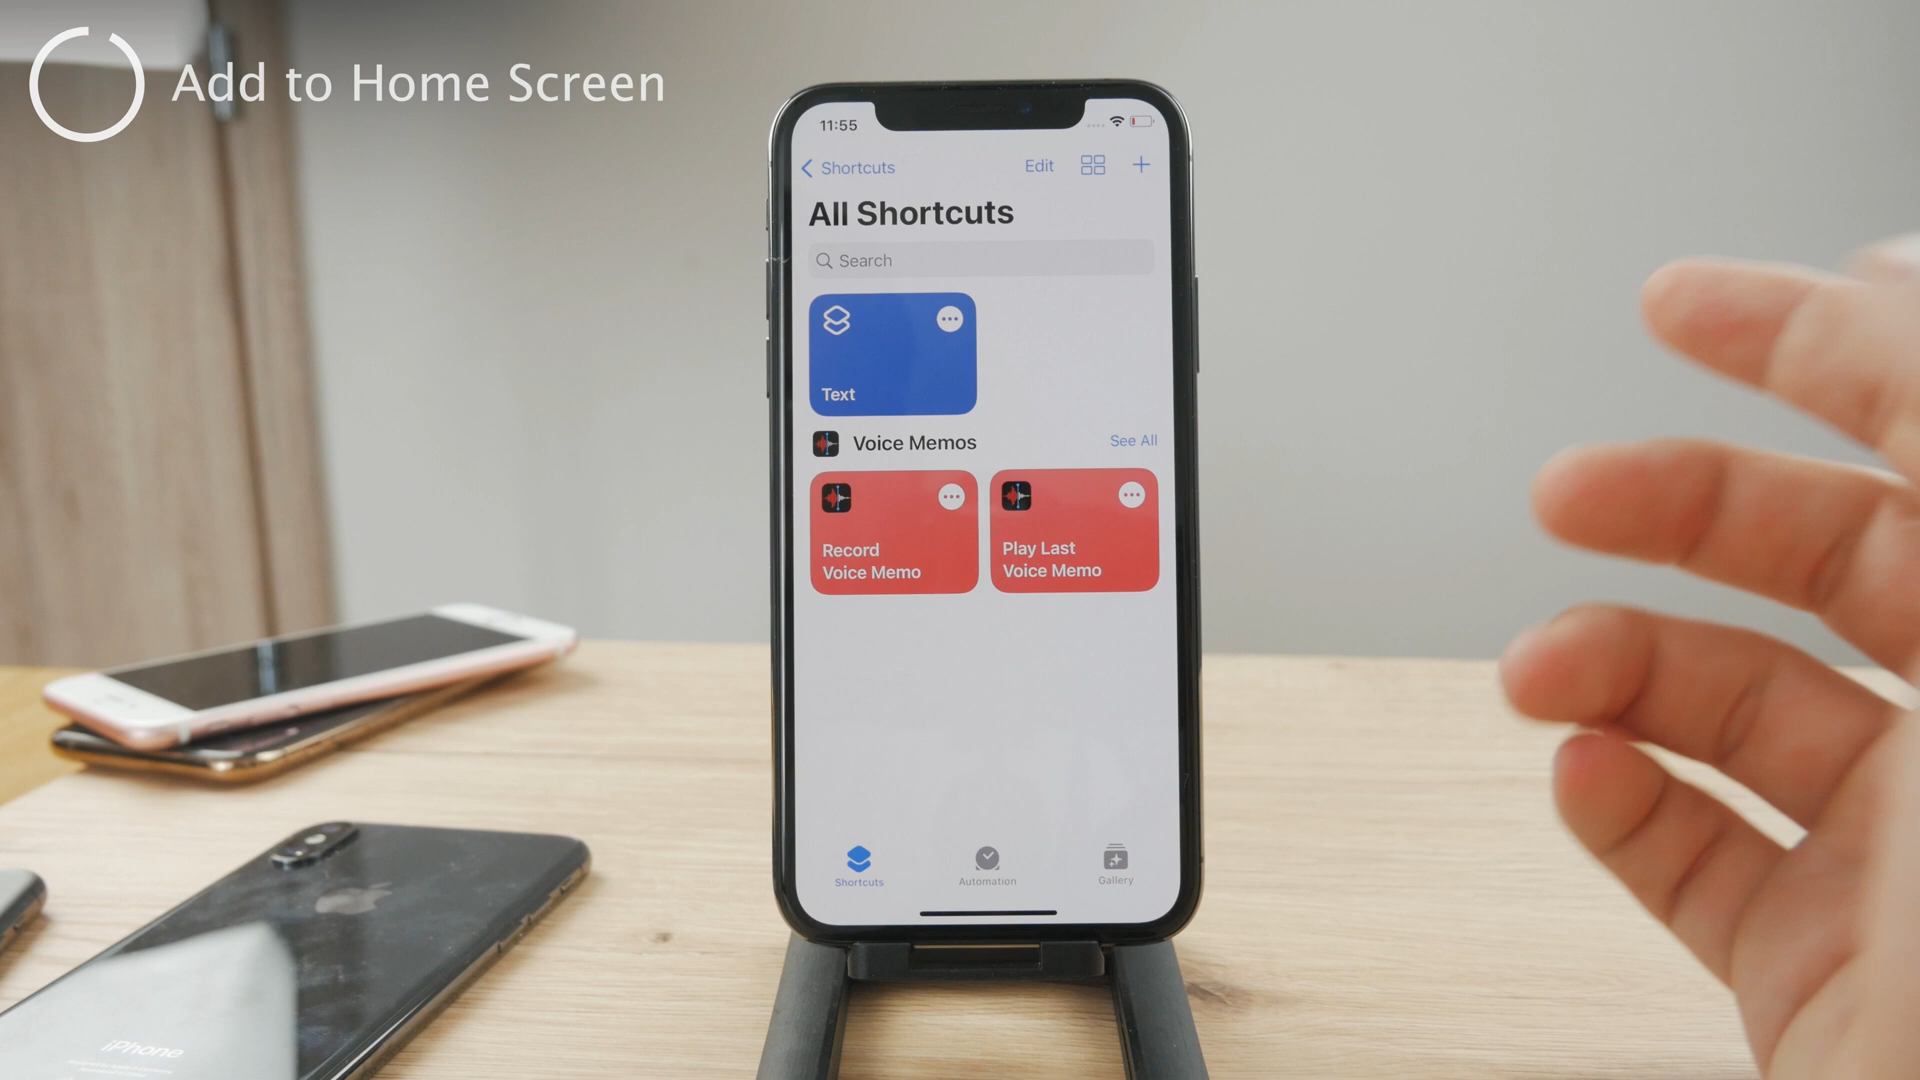 Add to Home Screen
11:55
Shortcuts
Edit
All Shortcuts
Search
Text
Voice Memos
See All
Record
Voice Memo
Play Last
Voice Memo
Shortcuts
Automation
Gallery
iPhone